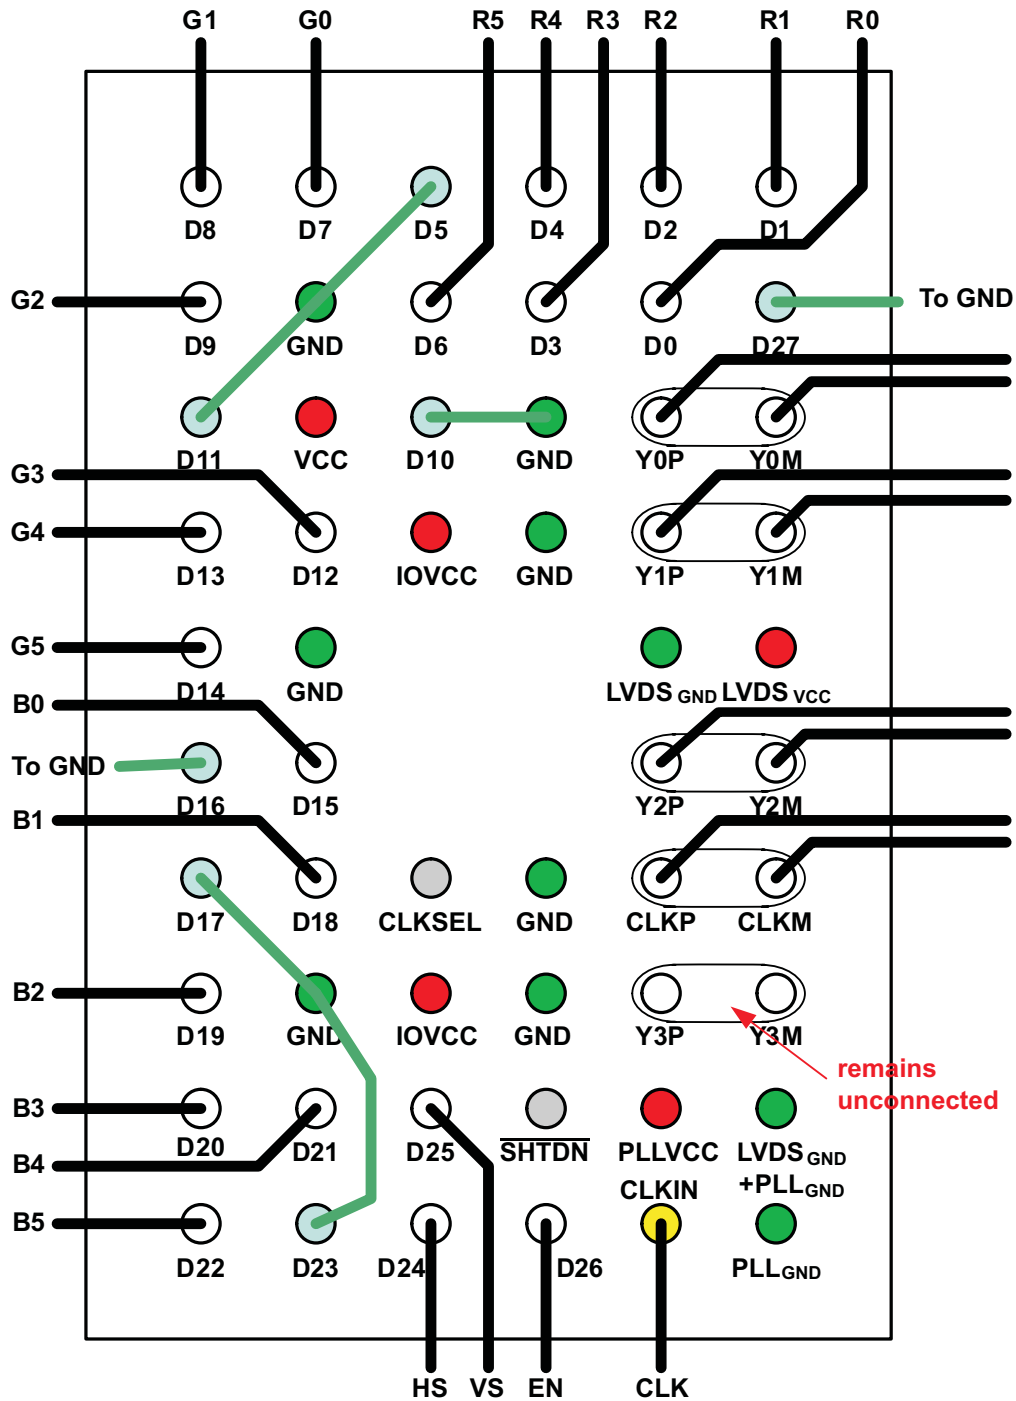 G1 G0 R5 R4 R3 R2 R1 R0
D8 D7 D5 D4 D2 D1
G2 To GND
D9 GND D6 D3 D0 D27
D11 VCC D10 GND Y0P Y0M
G3
G4
D13 D12 IOVCC GND Y1P Y1M
G5
D14 GND LVDS GND LVDS VCC
B0
To GND
D16 D15 Y2P Y2M
B1
D17 D18 CLKSEL GND CLKP CLKM
B2
D19 GND IOVCC GND Y3P Y3M
remains
unconnected
B3
D20 D21 D25 SHTDN PLLVCC LVDS GND
+PLL GND
B4
CLKIN
B5
D22 D23 D24 D26 PLL GND
HS VS EN CLK